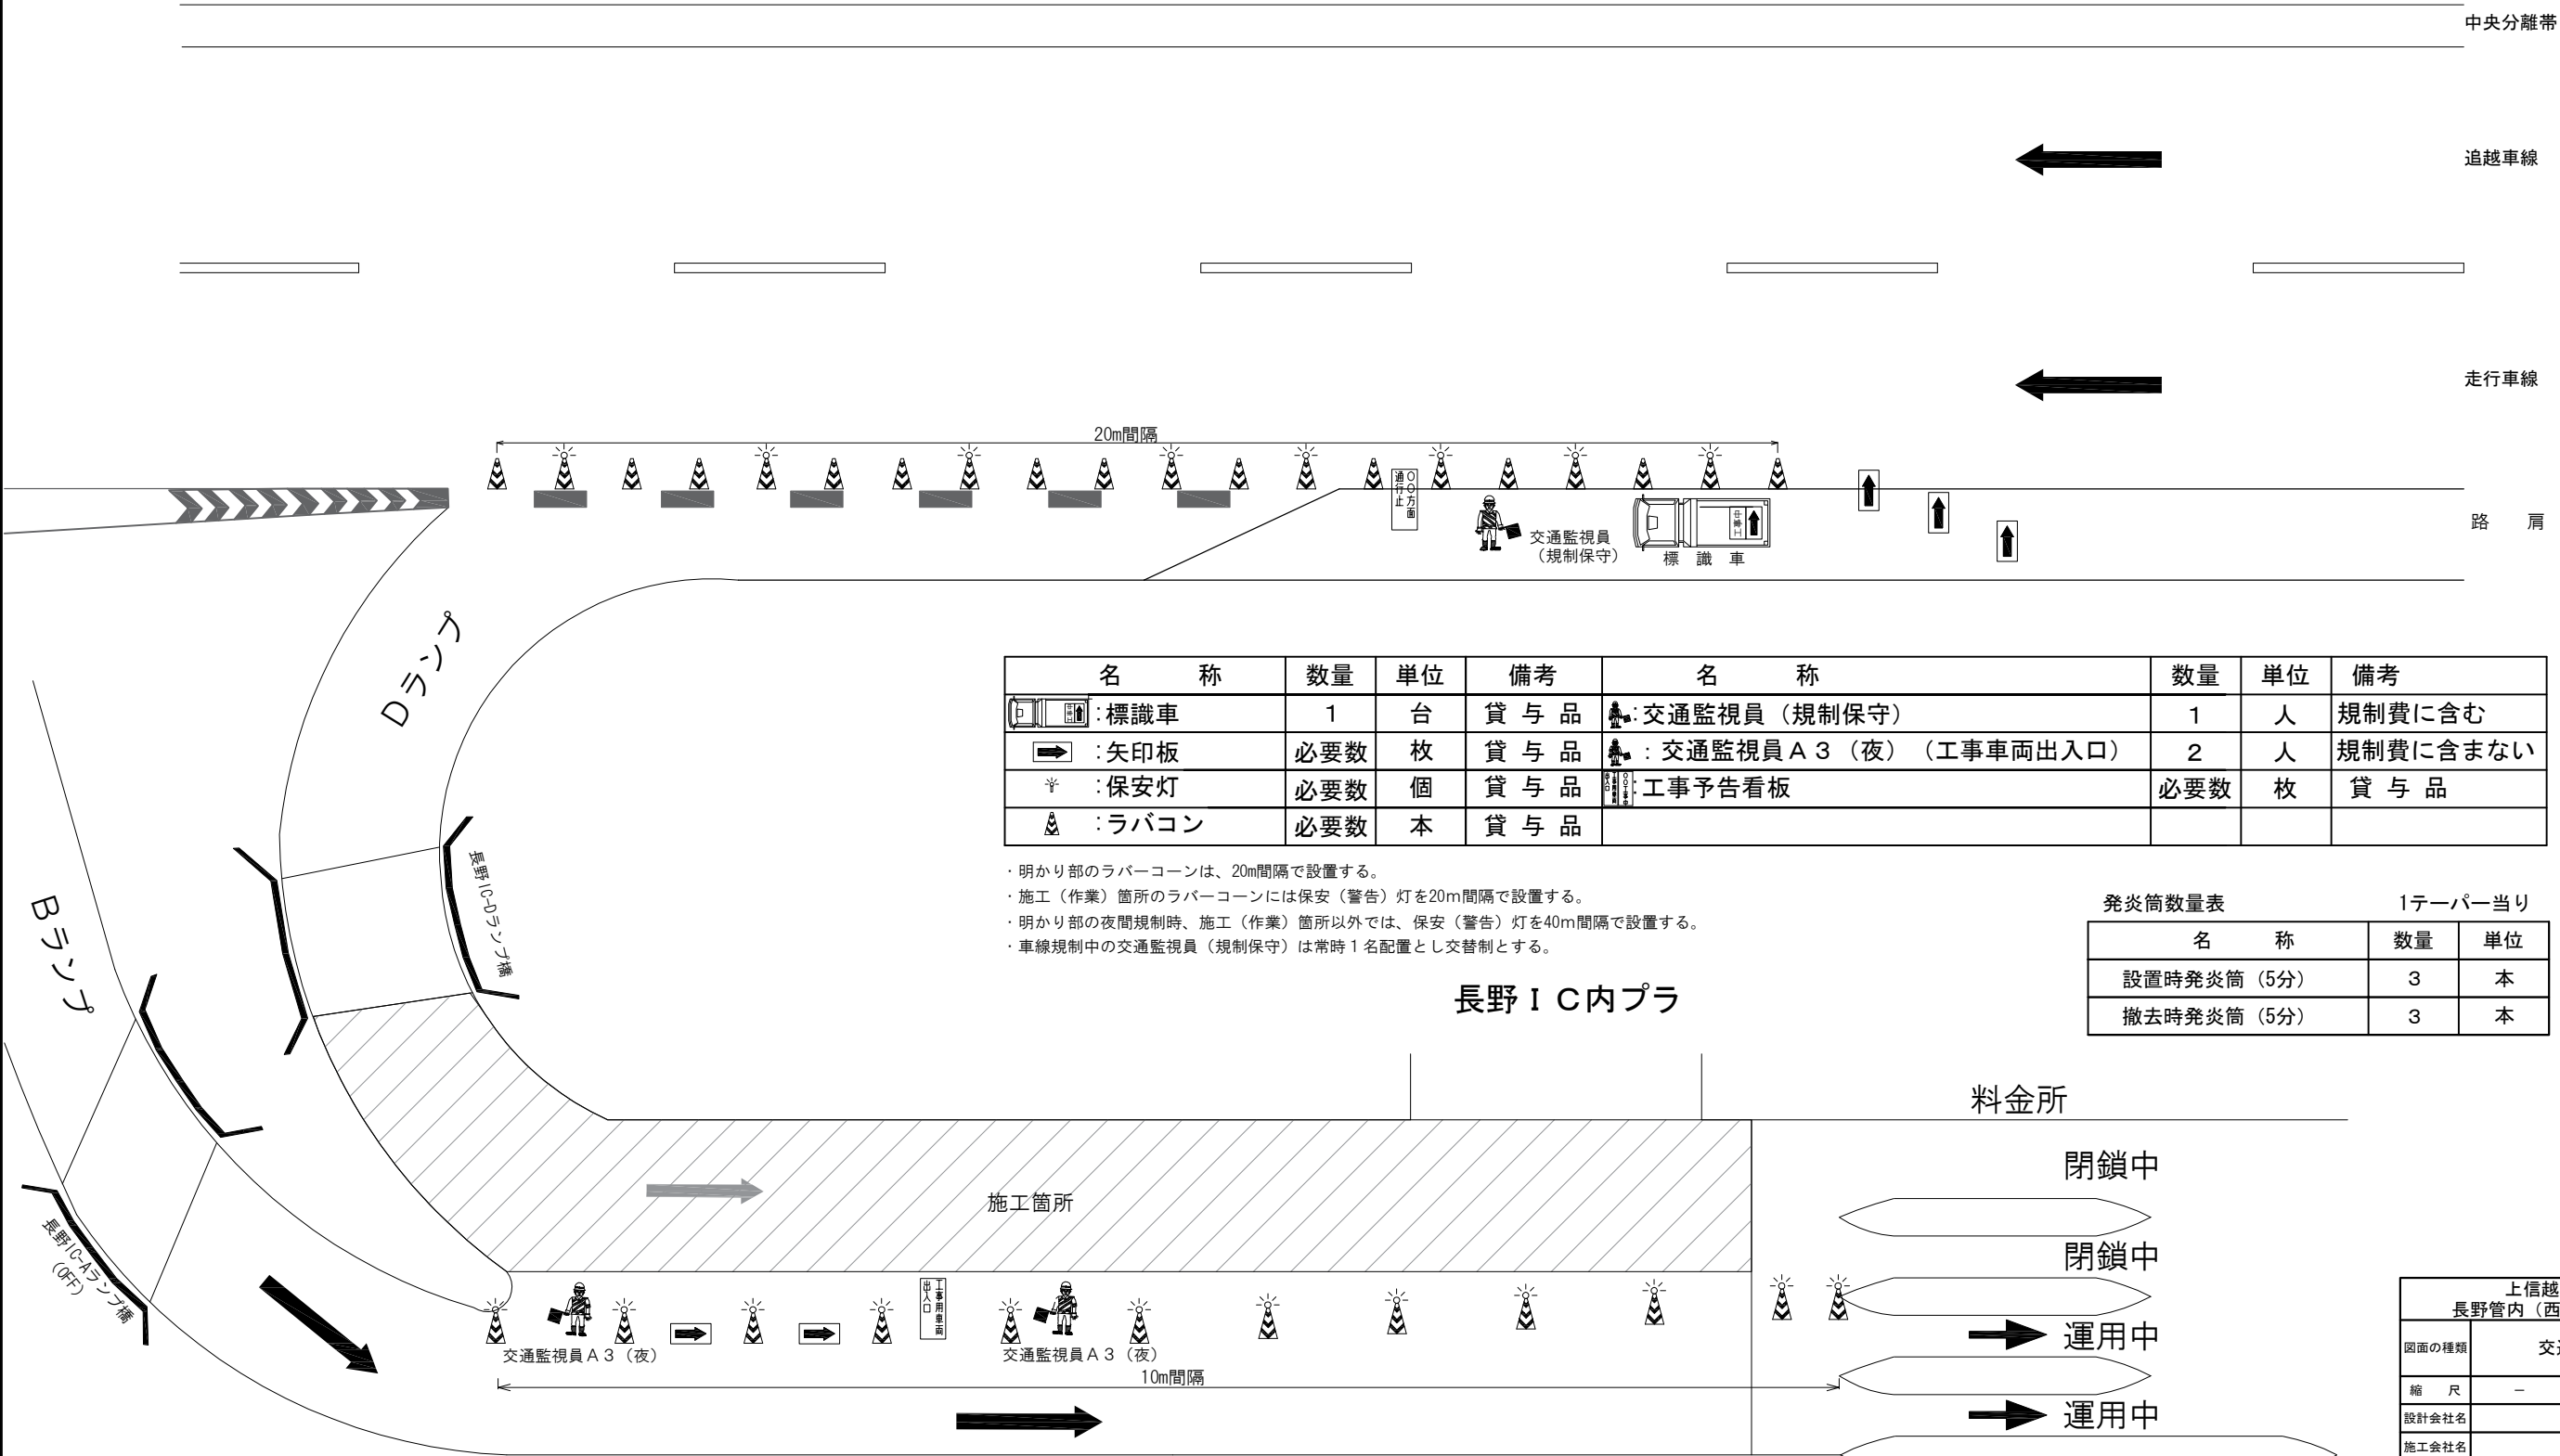 中央分離帯
追越車線
走行車線
20m間隔
〇〇方面
通行止
交通監視員
（規制保守）
標 識 車
工事中
路 肩
Dランプ
Bランプ
長野IC-Dランプ橋
長野IC-Aランプ橋
(OFF)
名 称 数量 単位 備考 名 称 数量 単位 備考
:標識車 1 台 貸 与 品 :交通監視員（規制保守） 1 人 規制費に含む
:矢印板 必要数 枚 貸 与 品 : 交通監視員Ａ３（夜）（工事車両出入口） 2 人 規制費に含まない
:保安灯 必要数 個 貸 与 品 :工事予告看板 必要数 枚 貸 与 品
:ラバコン 必要数 本 貸 与 品
・明かり部のラバーコーンは、20m間隔で設置する。
・施工（作業）箇所のラバーコーンには保安（警告）灯を20ｍ間隔で設置する。
・明かり部の夜間規制時、施工（作業）箇所以外では、保安（警告）灯を40ｍ間隔で設置する。
・車線規制中の交通監視員（規制保守）は常時１名配置とし交替制とする。
発炎筒数量表 1テーパー当り
名 称 数量 単位
設置時発炎筒（5分） 3 本
撤去時発炎筒（5分） 3 本
長野ＩＣ内プラ
料金所
閉鎖中
施工箇所
閉鎖中
工事用車両
出入口
運用中
交通監視員Ａ３（夜）
交通監視員Ａ３（夜）
10m間隔
運用中
上信越
長野管内（西
図面の種類 交
縮 尺 －
設計会社名
施工会社名